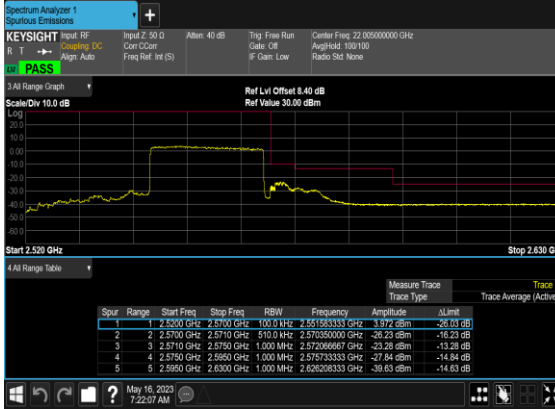 Spectrum Analyzer 1
Spurious Emissions
+
KEYSIGHT Input: RF Input Z: 50 Ω Atten: 40 dB Trig: Free Run Center Freq: 22.005000000 GHz
R T Coupling: DC Corr CCorr Gate: Off Avg|Hold: 100/100
Align: Auto Freq Ref: Int (S) IF Gain: Low Radio Std: None
PASS
3 All Range Graph
Ref Lvl Offset 8.40 dB
Scale/Div 10.0 dB Ref Value 30.00 dBm
Log
20.0
10.0
0.00
-10.0
-20.0
-30.0
-40.0
-50.0
-60.0
Start 2.520 GHz Stop 2.630 G
4 All Range Table
Measure Trace Trace
Trace Type Trace Average (Active
Spur Range Start Freq Stop Freq RBW Frequency Amplitude ΔLimit
1 1 2.5200 GHz 2.5700 GHz 100.0 kHz 2.551583333 GHz 3.972 dBm -26.03 dB
2 2 2.5700 GHz 2.5710 GHz 510.0 kHz 2.570350000 GHz -26.23 dBm -16.23 dB
3 3 2.5710 GHz 2.5750 GHz 1.000 MHz 2.572066667 GHz -23.28 dBm -13.28 dB
4 4 2.5750 GHz 2.5950 GHz 1.000 MHz 2.575733333 GHz -27.84 dBm -14.84 dB
5 5 2.5950 GHz 2.6300 GHz 1.000 MHz 2.626208333 GHz -39.63 dBm -14.63 dB
?
May 16, 2023
7:22:07 AM